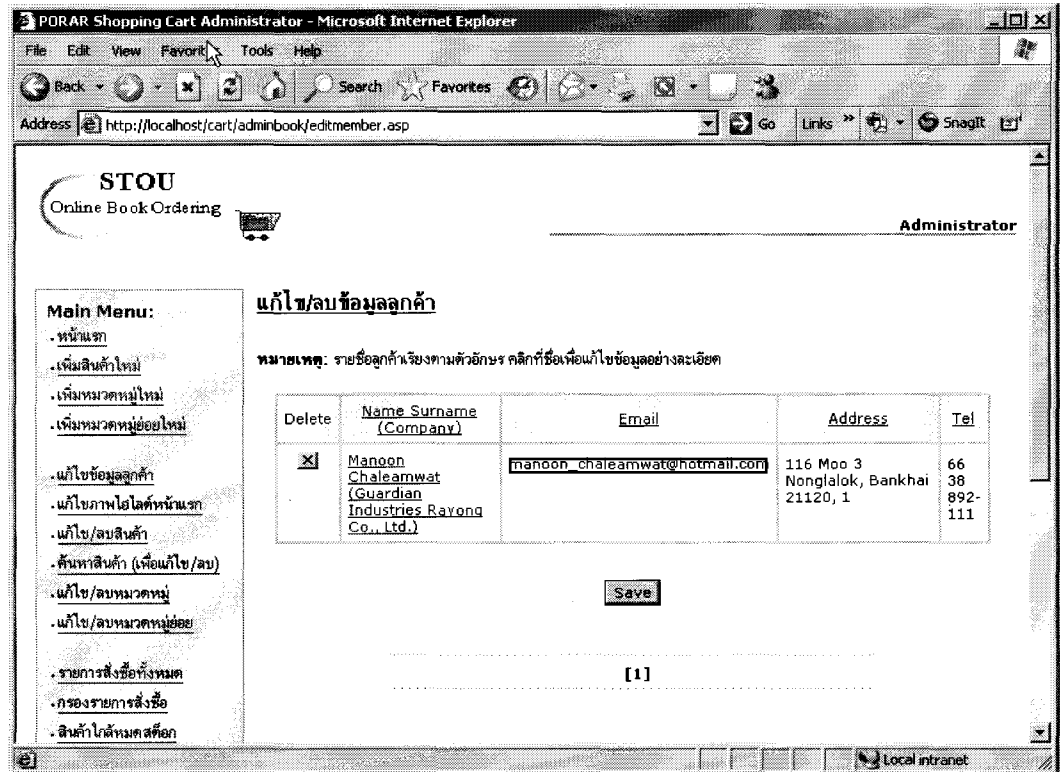 PORAR Shopping Cart Administrator - Microsoft Internet Explorer
File Edit View Favorites Tools Help
Back Search Favorites
Address http://localhost/cart/adminbook/editmember.asp Go Links » SnagIt
STOU
Online Book Ordering
Administrator
Main Menu:
หน้าแรก
เพิ่มสินค้าใหม่
เพิ่มหมวดหมู่ใหม่
เพิ่มหมวดหมู่ย่อยใหม่
แก้ไขข้อมูลลูกค้า
แก้ไขภาพไฮไลต์หน้าแรก
แก้ไข/ลบสินค้า
ค้นหาสินค้า (เพื่อแก้ไข/ลบ)
แก้ไข/ลบหมวดหมู่
แก้ไข/ลบหมวดหมู่ย่อย
รายการสั่งซื้อทั้งหมด
กรองรายการสั่งซื้อ
สินค้าใกล้หมดสต็อก
แก้ไข/ลบข้อมูลลูกค้า
หมายเหตุ: รายชื่อลูกค้าเรียงตามตัวอักษร คลิกที่ชื่อเพื่อแก้ไขข้อมูลอย่างละเอียด
Delete Name Surname (Company) Email Address Tel
Manoon Chaleamwat (Guardian Industries Rayong Co., Ltd.)
manoon_chaleamwat@hotmail.com
116 Moo 3
Nonglalok, Bankhai
21120, 1
66
38
892-
111
Save
[1]
Local intranet